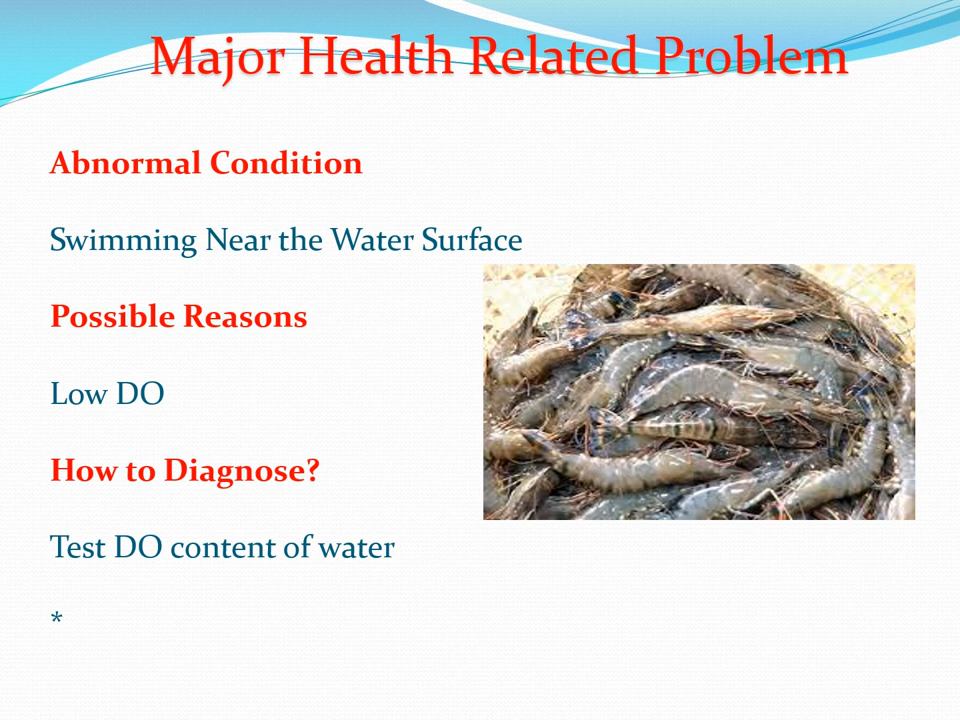 Major Health Related Problem
Abnormal Condition
Swimming Near the Water Surface
Possible Reasons
Low DO
How to Diagnose?
Test DO content of water
*